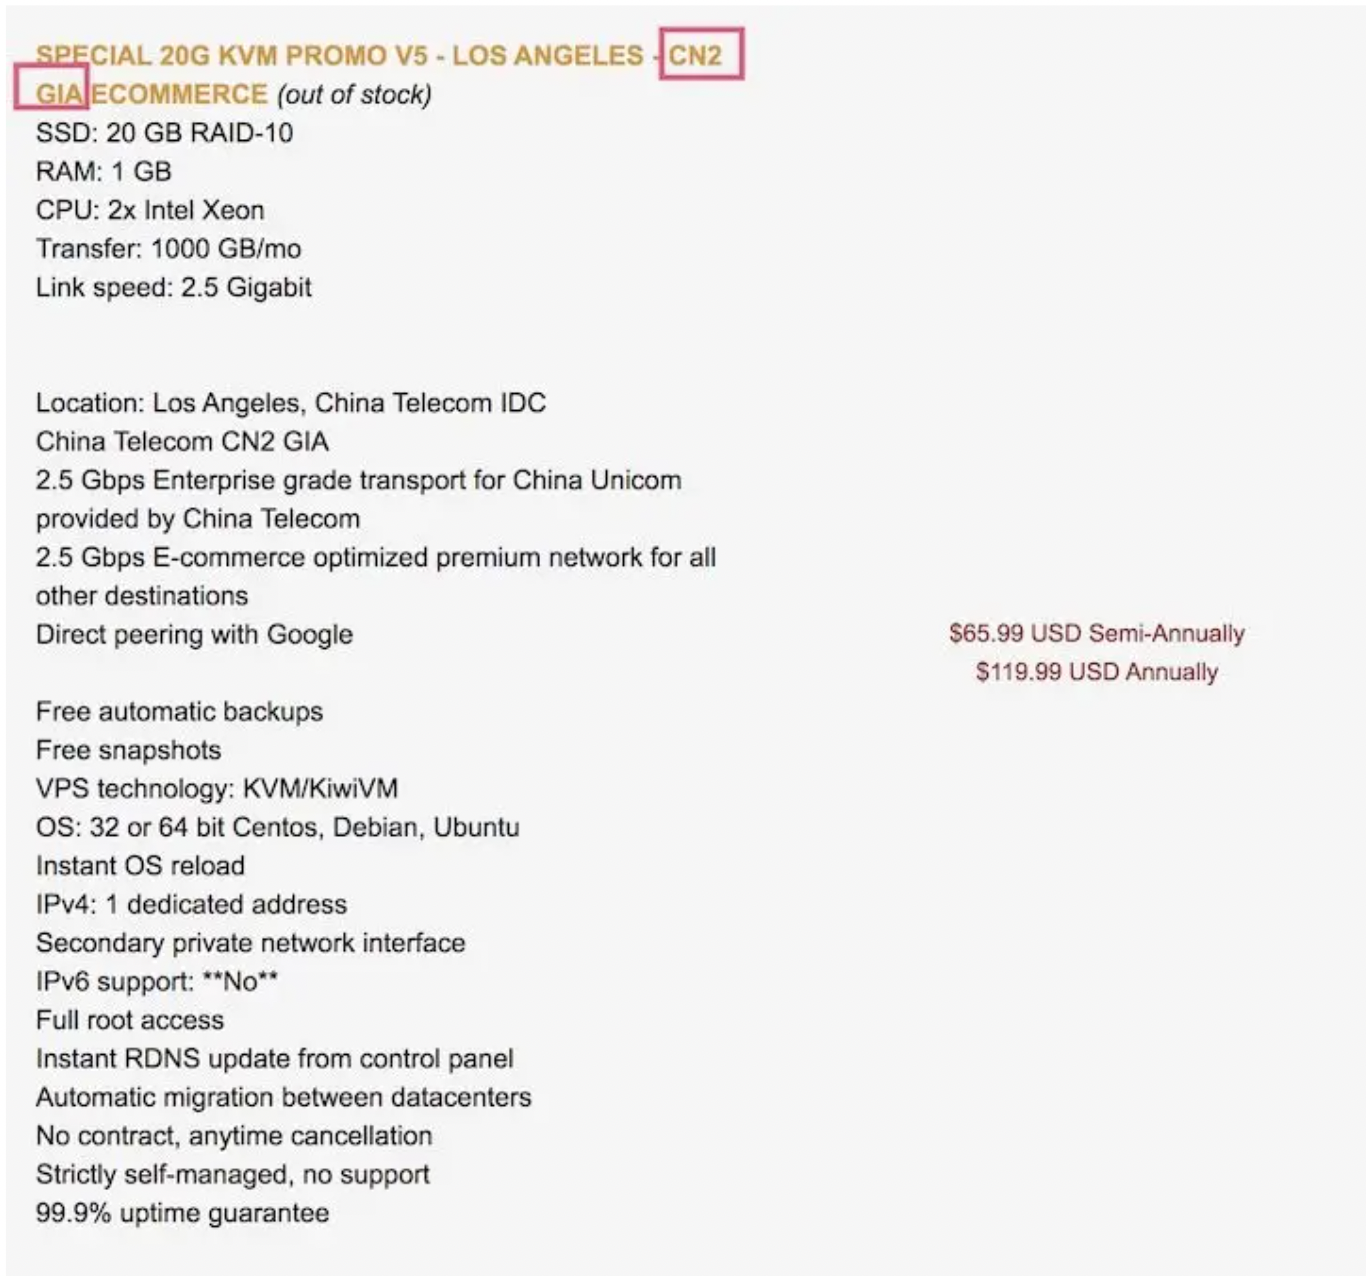 SPECIAL 20G KVM PROMO V5 - LOS ANGELES - CN2
GIA ECOMMERCE (out of stock)
SSD: 20 GB RAID-10
RAM: 1 GB
CPU: 2x Intel Xeon
Transfer: 1000 GB/mo
Link speed: 2.5 Gigabit
Location: Los Angeles, China Telecom IDC
China Telecom CN2 GIA
2.5 Gbps Enterprise grade transport for China Unicom
provided by China Telecom
2.5 Gbps E-commerce optimized premium network for all
other destinations
Direct peering with Google
$65.99 USD Semi-Annually
$119.99 USD Annually
Free automatic backups
Free snapshots
VPS technology: KVM/KiwiVM
OS: 32 or 64 bit Centos, Debian, Ubuntu
Instant OS reload
IPv4: 1 dedicated address
Secondary private network interface
IPv6 support: **No**
Full root access
Instant RDNS update from control panel
Automatic migration between datacenters
No contract, anytime cancellation
Strictly self-managed, no support
99.9% uptime guarantee